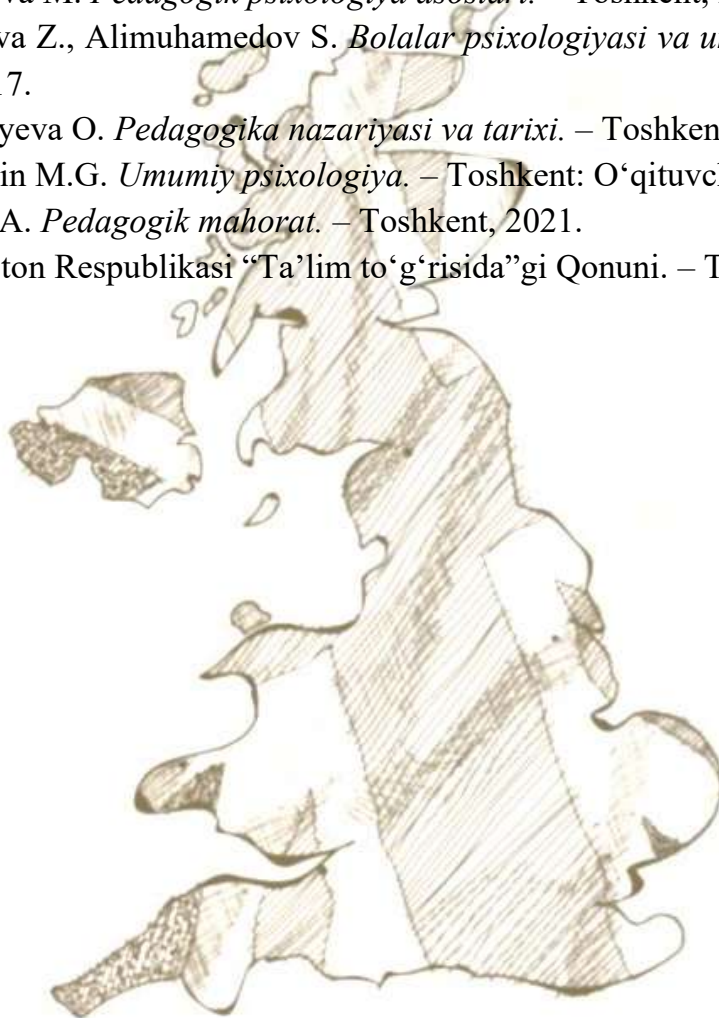 va M. Pedagogik psixologiya asoslari. – Toshkent,
va Z., Alimuhamedov S. Bolalar psixologiyasi va
17.
yeva O. Pedagogika nazariyasi va tarixi. – Toshken
in M.G. Umumiy psixologiya. – Toshkent: O‘qituvc
A. Pedagogik mahorat. – Toshkent, 2021.
ton Respublikasi “Ta’lim to‘g‘risida”gi Qonuni. – T